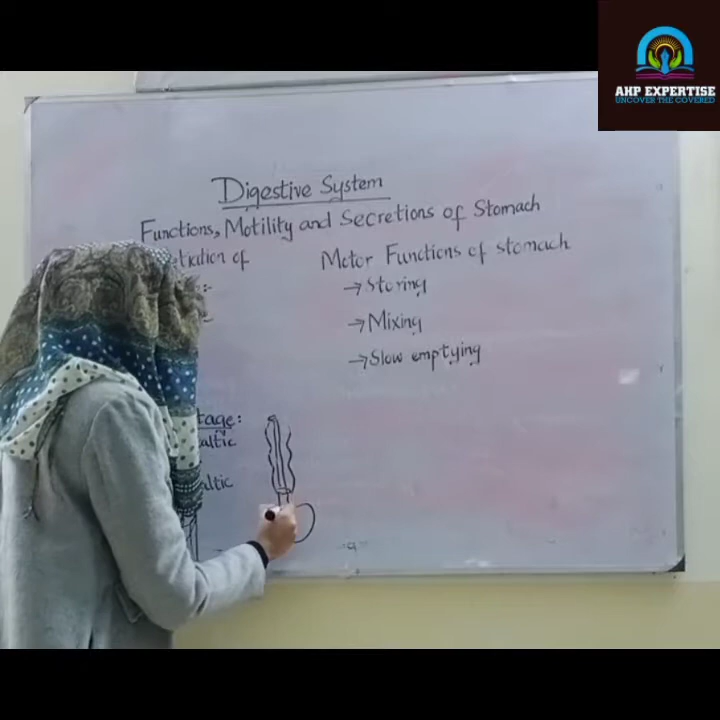 AHP EXPERTISE
UNCOVER THE COVERED
Digestive System
Functions, Motility and Secretions of Stomach
of
Motor Functions of stomach
→ Storing
→ Mixing
→ Slow emptying
tage:
altic
altic